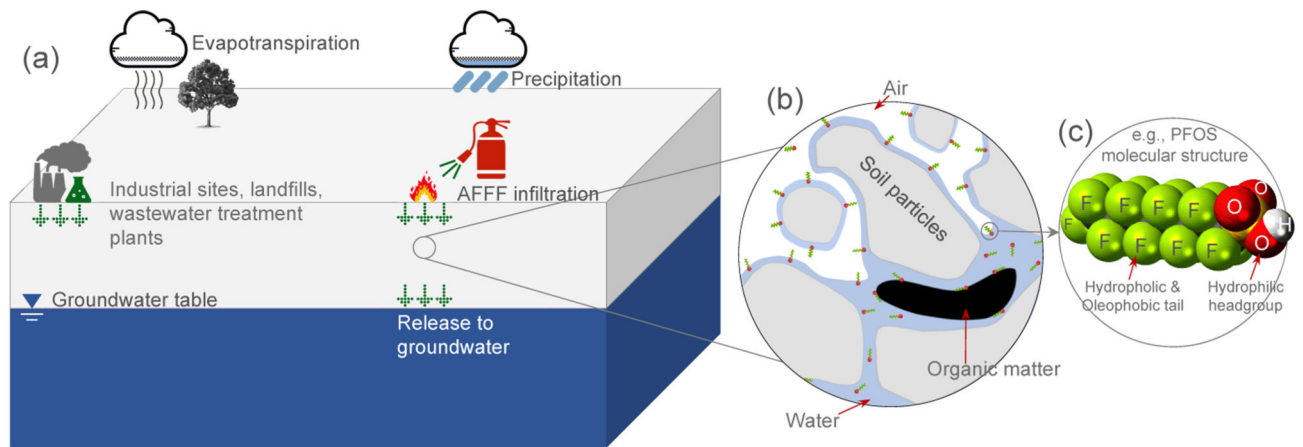 (a)
Evapotranspiration
Precipitation
AFFF infiltration
Industrial sites, landfills,
wastewater treatment
plants
Groundwater table
Release to
groundwater
(b)
Air
Soil particles
Organic matter
Water
(c)
e.g., PFOS
molecular structure
F F F F O O
F F F F F O H
Hydropholic &
Oleophobic tail
Hydrophilic
headgroup